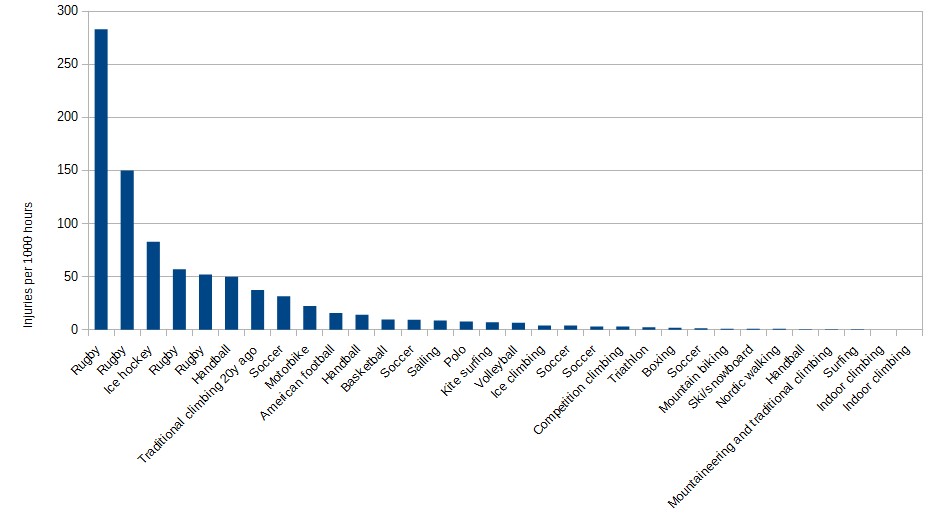 300
250
200
150
100
50
0
Injuries per 1000 hours
Rugby
Rugby
Ice hockey
Rugby
Rugby
Handball
Traditional climbing 20y ago
Soccer
Motorbike
American football
Handball
Basketball
Soccer
Sailing
Polo
Kite surfing
Volleyball
Ice climbing
Soccer
Soccer
Competition climbing
Triathlon
Boxing
Soccer
Mountain biking
Ski/snowboard
Nordic walking
Handball
Mountaineering and traditional climbing
Surfing
Indoor climbing
Indoor climbing